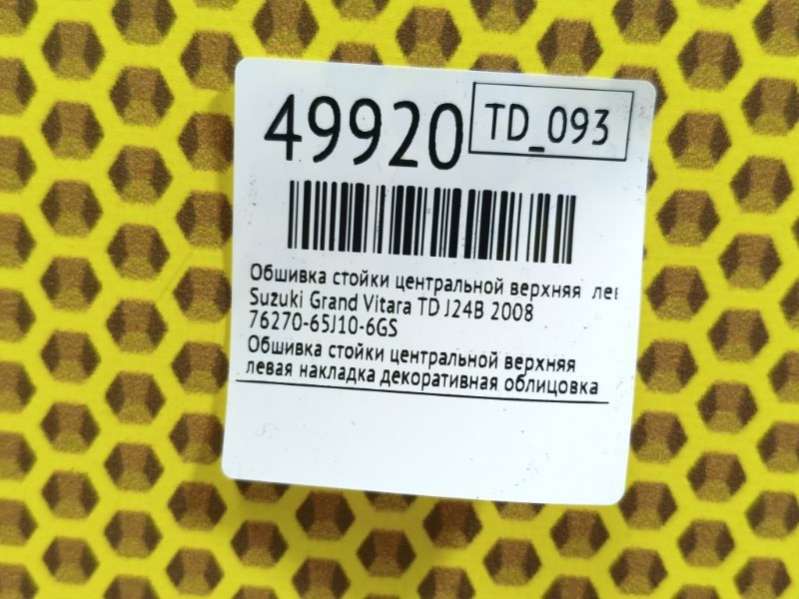 49920 TD_093
Обшивка стойки центральной верхняя лев
Suzuki Grand Vitara TD J24B 2008
76270-65J10-6GS
Обшивка стойки центральной верхняя
левая накладка декоративная облицовка